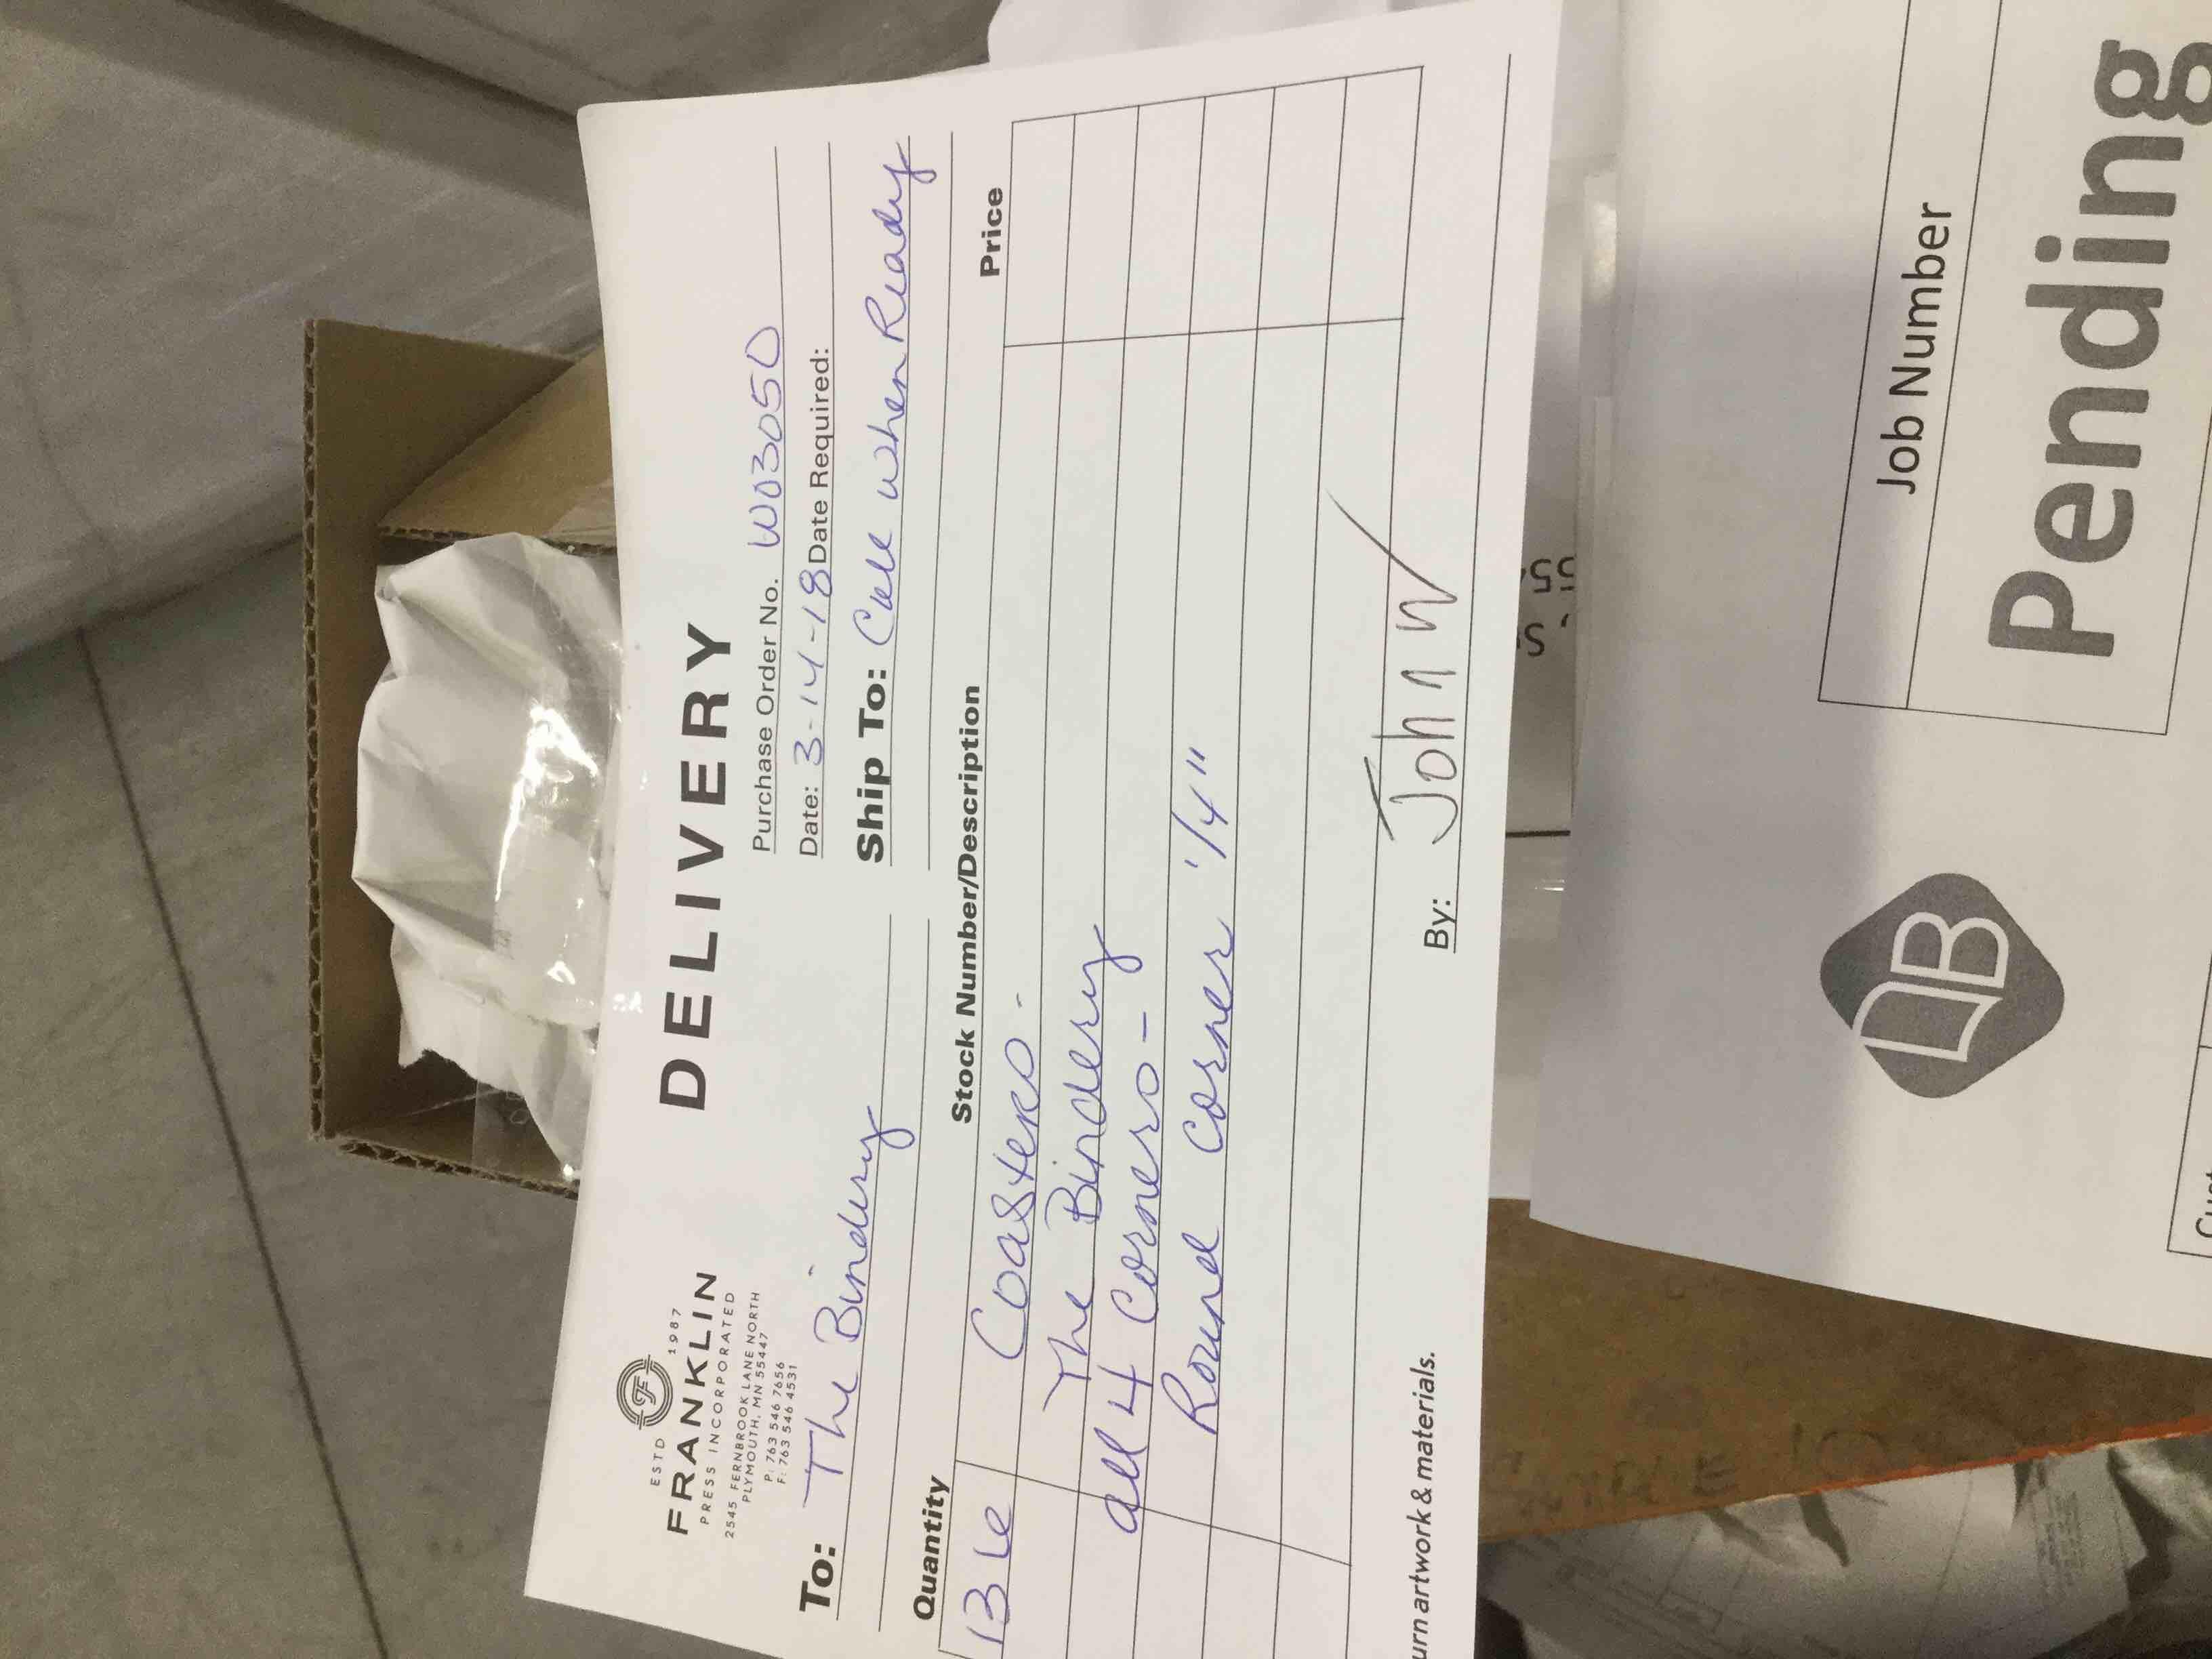 ESTD 1987
FRANKLIN
PRESS INCORPORATED
2545 FERNBROOK LANE NORTH
PLYMOUTH, MN 55447
P: 763 546 7656
F: 763 546 4531
DELIVERY
Purchase Order No. W03050
Date: 3-14-18 Date Required:
To: The Bindery
Ship To: Call when Ready
Quantity Stock Number/Description Price
Coasters -
The Bindery
all 4 Corners -
Round Corner 1/4"
urn artwork & materials.
By: John W
Job Number
Pending